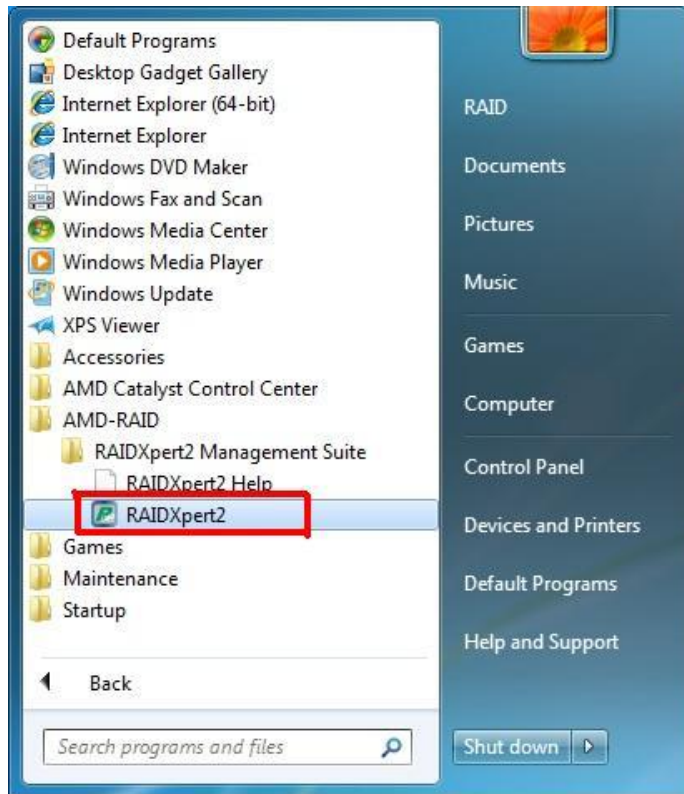 Default Programs
Desktop Gadget Gallery
Internet Explorer (64-bit)
Internet Explorer
Windows DVD Maker
Windows Fax and Scan
Windows Media Center
Windows Media Player
Windows Update
XPS Viewer
Accessories
AMD Catalyst Control Center
AMD-RAID
RAIDXpert2 Management Suite
RAIDXpert2 Help
RAIDXpert2
Games
Maintenance
Startup
Back
Search programs and files
RAID
Documents
Pictures
Music
Games
Computer
Control Panel
Devices and Printers
Default Programs
Help and Support
Shut down